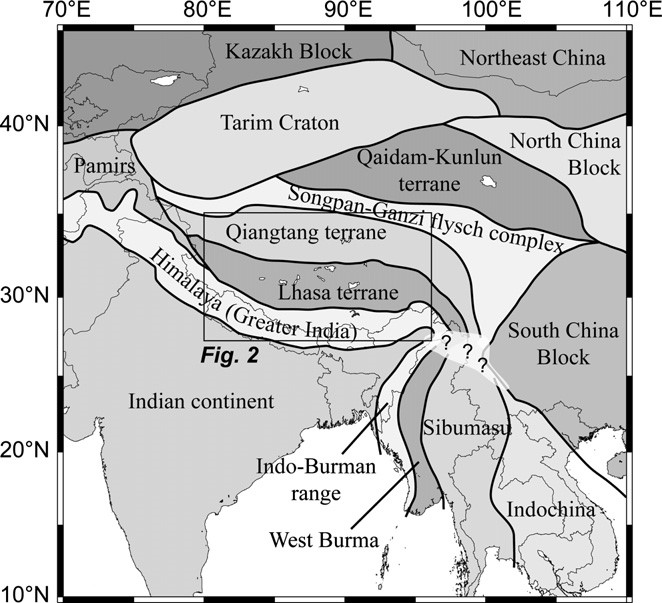 70°E 80°E 90°E 100°E 110°E
Kazakh Block
Northeast China
40°N
Tarim Craton
North China
Block
Pamirs
Qaidam-Kunlun
terrane
Songpan-Ganzi flysch complex
Qiangtang terrane
30°N
Lhasa terrane
Himalaya (Greater India)
? ? ?
South China
Block
Fig. 2
Indian continent
Sibumasu
20°N
Indo-Burman
range
Indochina
West Burma
10°N